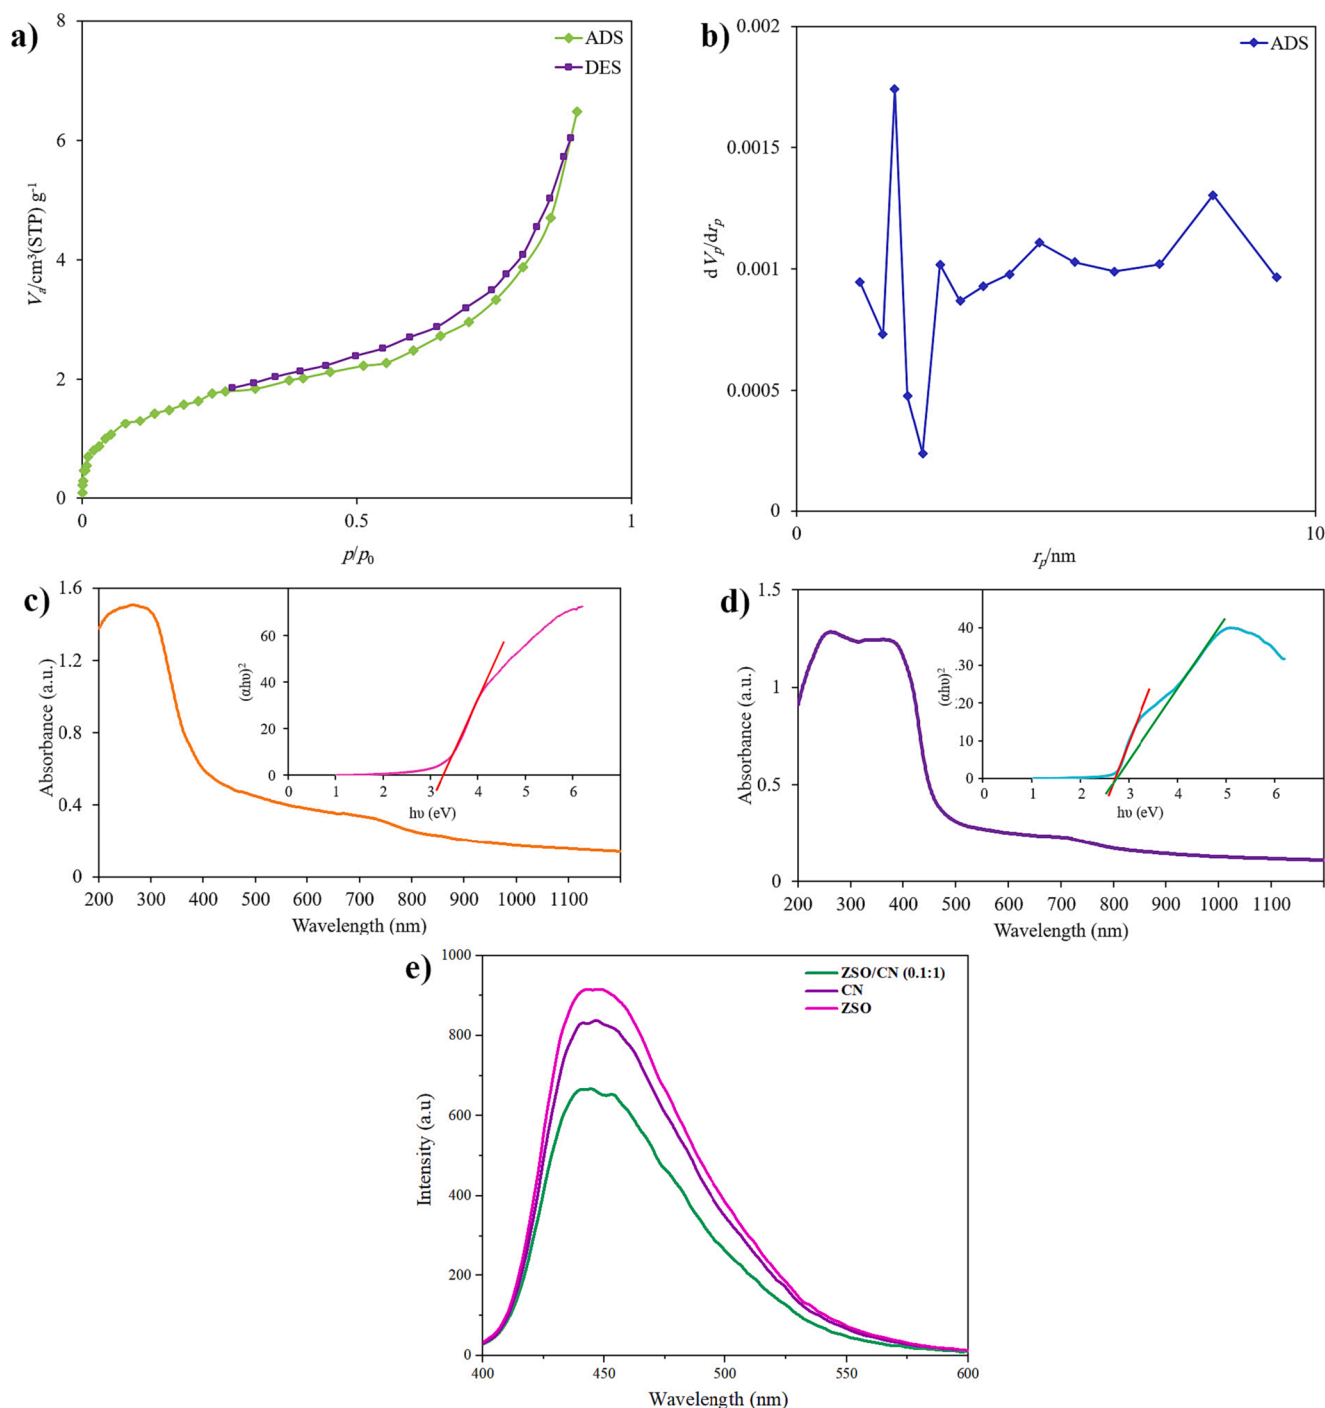 a)
8
6
4
2
0
0
0.5
1
Va/cm³(STP) g⁻¹
p/p₀
ADS
DES
b)
0.002
0.0015
0.001
0.0005
0
0
10
dVp/drp
rp/nm
ADS
c)
1.6
1.2
0.8
0.4
0
200 300 400 500 600 700 800 900 1000 1100
Absorbance (a.u.)
Wavelength (nm)
60
40
20
0
0 1 2 3 4 5 6
(αhυ)²
hυ (eV)
d)
1.5
1
0.5
0
200 300 400 500 600 700 800 900 1000 1100
Absorbance (a.u.)
Wavelength (nm)
40
30
20
10
0
0 1 2 3 4 5 6
(αhυ)²
hυ (eV)
e)
1000
800
600
400
200
0
400 450 500 550 600
Intensity (a.u)
Wavelength (nm)
ZSO/CN (0.1:1)
CN
ZSO